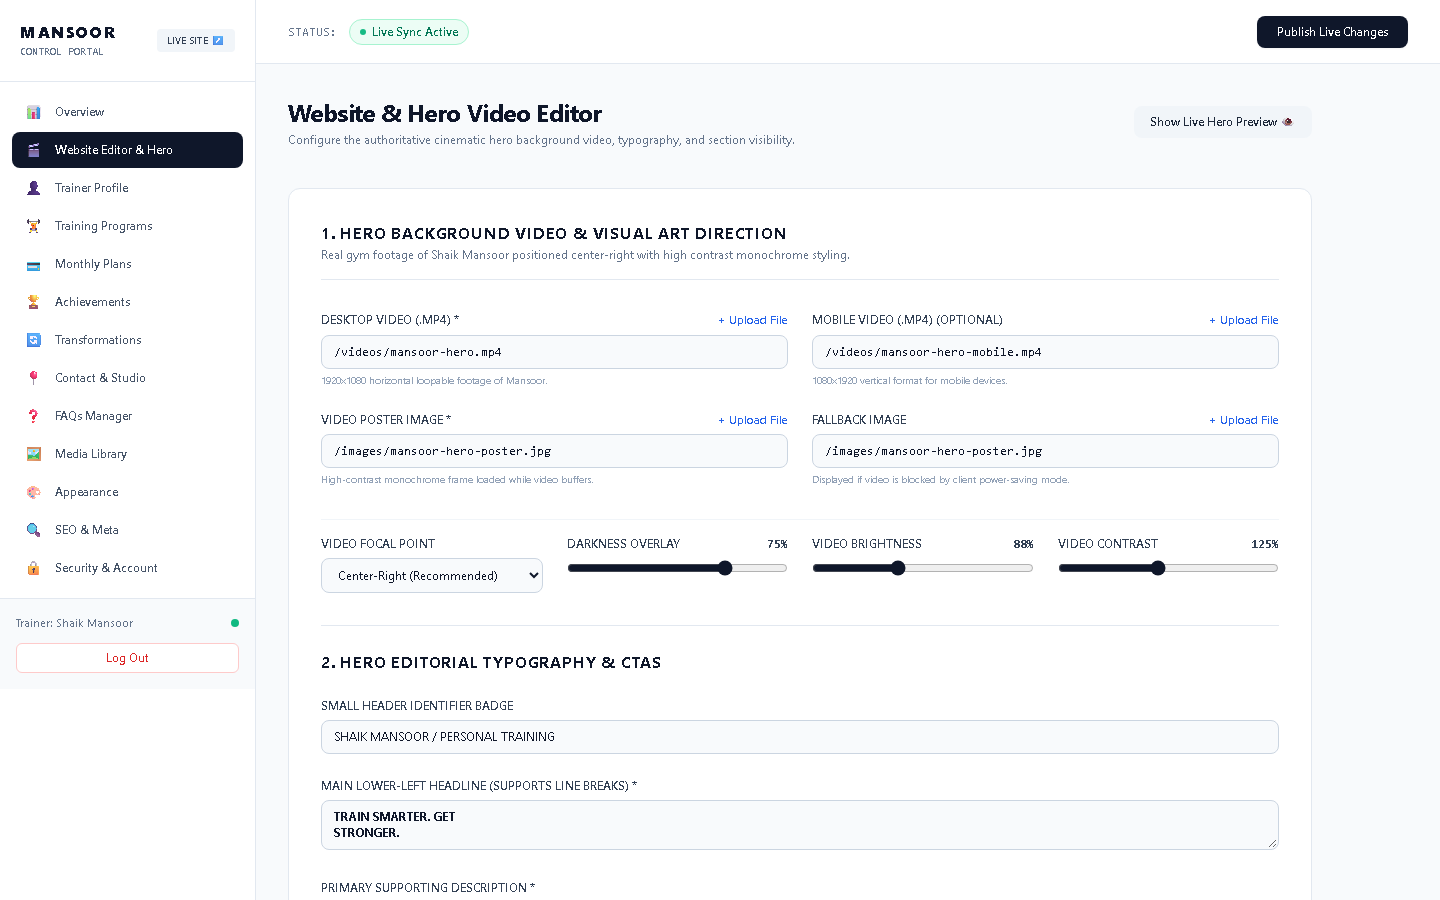 MANSOOR
CONTROL PORTAL
LIVE SITE
STATUS:
Live Sync Active
Publish Live Changes
Overview
Website Editor & Hero
Trainer Profile
Training Programs
Monthly Plans
Achievements
Transformations
Contact & Studio
FAQs Manager
Media Library
Appearance
SEO & Meta
Security & Account
Trainer: Shaik Mansoor
Log Out
Website & Hero Video Editor
Configure the authoritative cinematic hero background video, typography, and section visibility.
Show Live Hero Preview
1. HERO BACKGROUND VIDEO & VISUAL ART DIRECTION
Real gym footage of Shaik Mansoor positioned center-right with high contrast monochrome styling.
DESKTOP VIDEO (.MP4) *
+ Upload File
/videos/mansoor-hero.mp4
1920x1080 horizontal loopable footage of Mansoor.
MOBILE VIDEO (.MP4) (OPTIONAL)
+ Upload File
/videos/mansoor-hero-mobile.mp4
1080x1920 vertical format for mobile devices.
VIDEO POSTER IMAGE *
+ Upload File
/images/mansoor-hero-poster.jpg
High-contrast monochrome frame loaded while video buffers.
FALLBACK IMAGE
+ Upload File
/images/mansoor-hero-poster.jpg
Displayed if video is blocked by client power-saving mode.
VIDEO FOCAL POINT
Center-Right (Recommended)
DARKNESS OVERLAY 75%
VIDEO BRIGHTNESS 88%
VIDEO CONTRAST 125%
2. HERO EDITORIAL TYPOGRAPHY & CTAS
SMALL HEADER IDENTIFIER BADGE
SHAIK MANSOOR / PERSONAL TRAINING
MAIN LOWER-LEFT HEADLINE (SUPPORTS LINE BREAKS) *
TRAIN SMARTER. GET
STRONGER.
PRIMARY SUPPORTING DESCRIPTION *